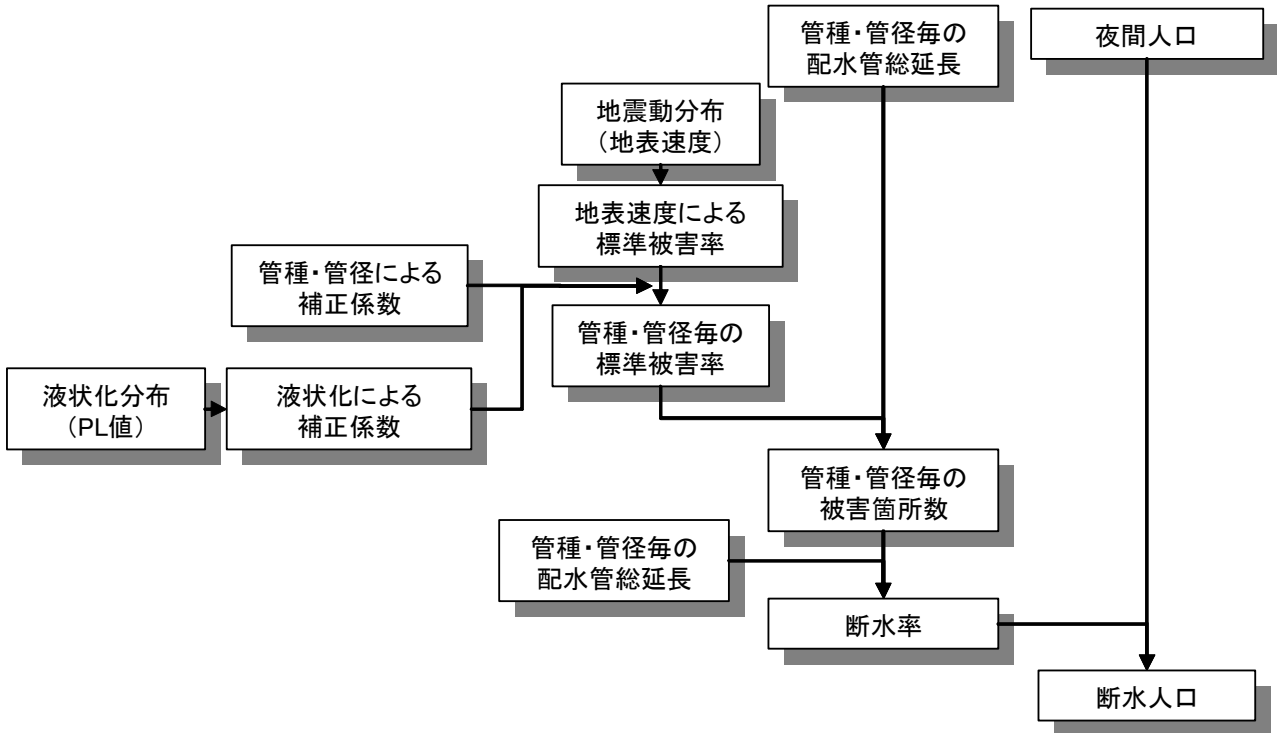 管種・管径毎の
配水管総延長
夜間人口
地震動分布
（地表速度）
地表速度による
標準被害率
管種・管径による
補正係数
管種・管径毎の
標準被害率
液状化分布
（PL値）
液状化による
補正係数
管種・管径毎の
被害箇所数
管種・管径毎の
配水管総延長
断水率
断水人口